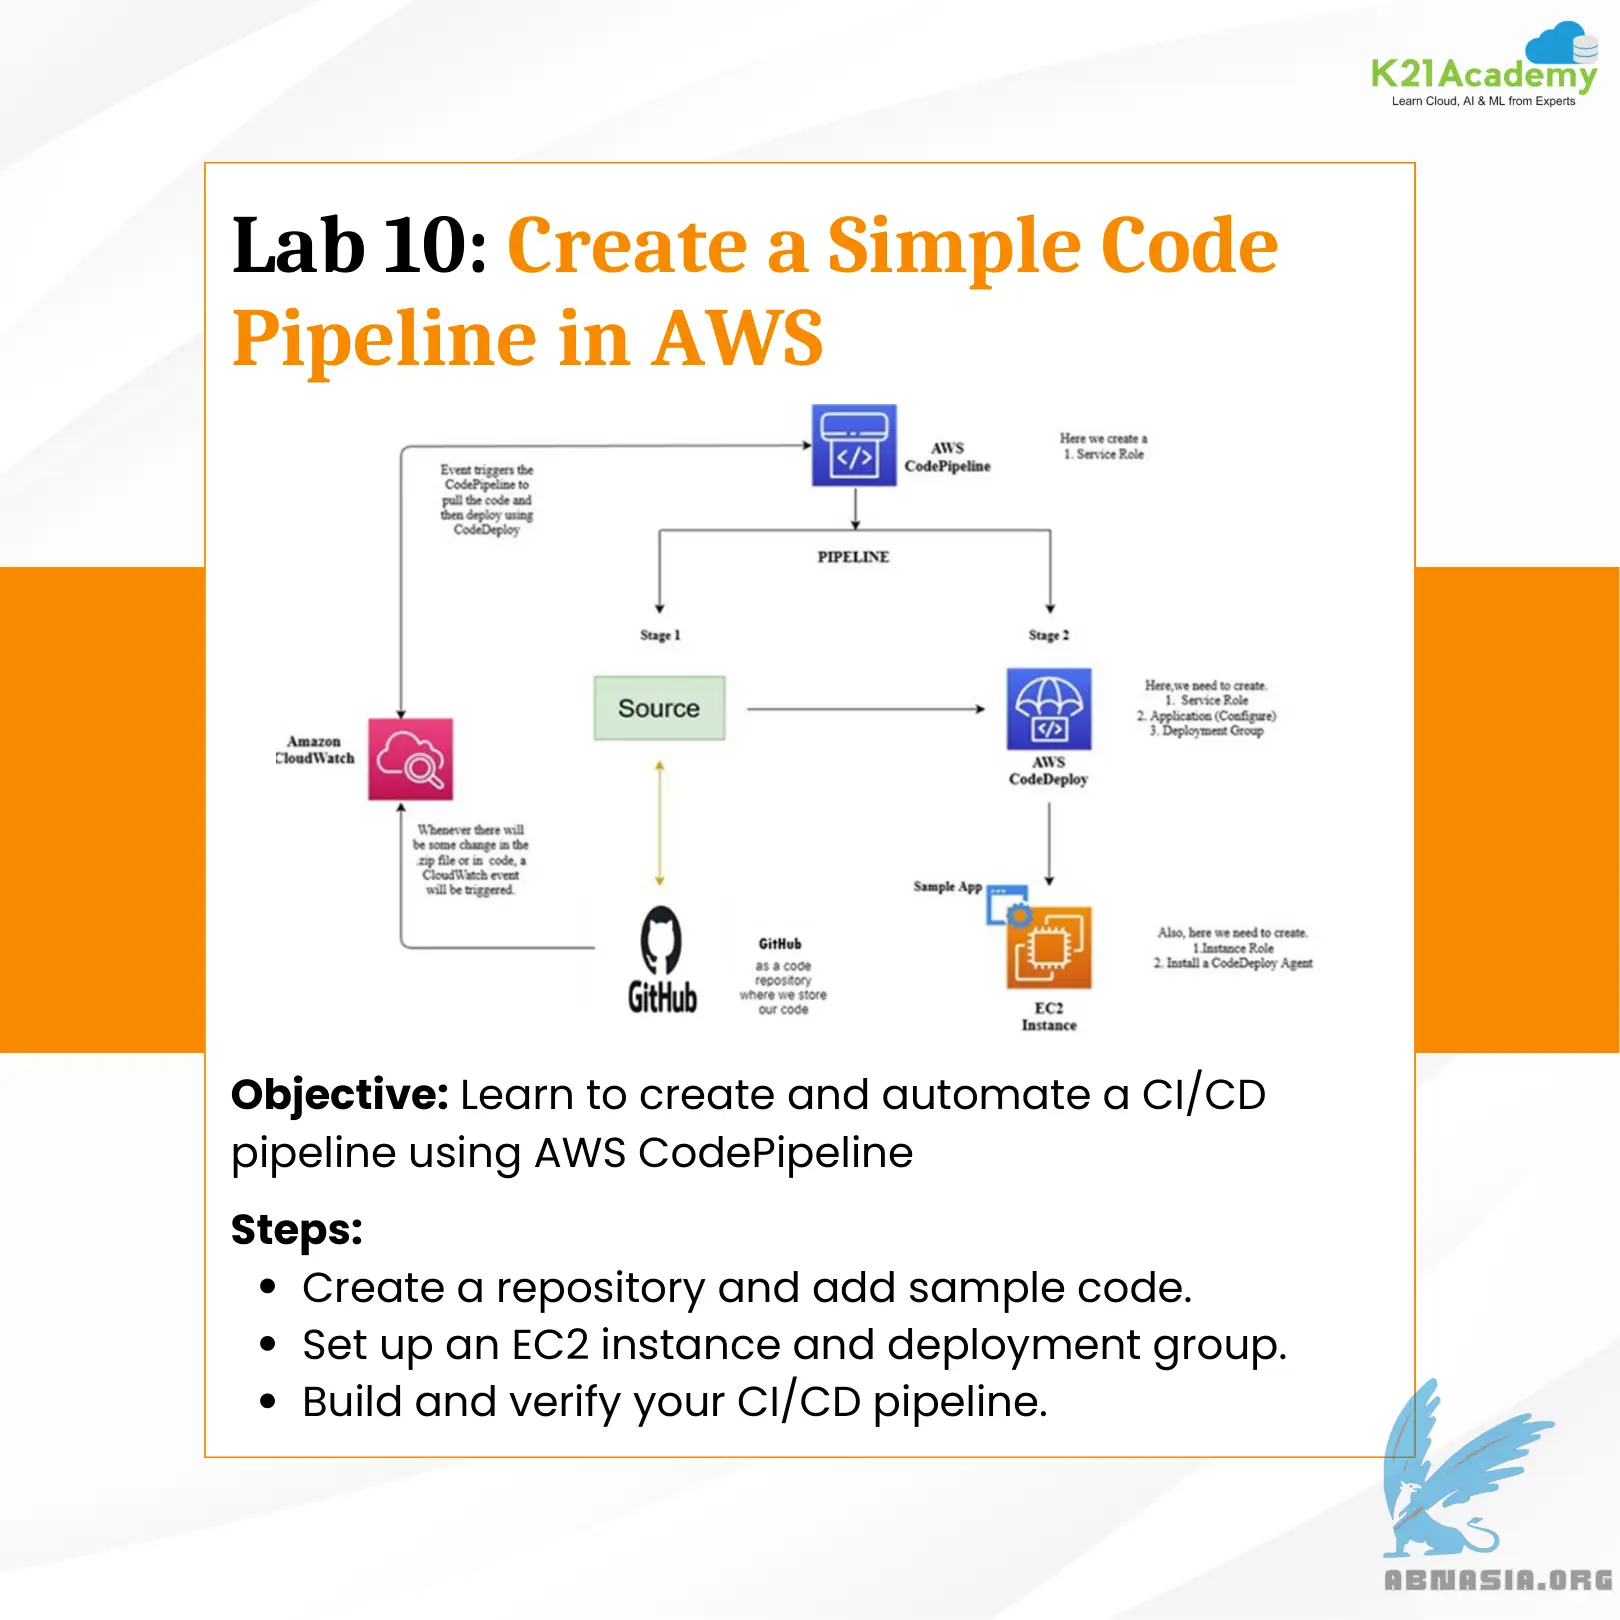 K21Academy
Learn Cloud, AI & ML from Experts
Lab 10: Create a Simple Code
Pipeline in AWS
AWS
CodePipeline
Here we create a
1. Service Role
Event triggers the
CodePipeline to
pull the code and
then deploy using
CodeDeploy
PIPELINE
Stage 1
Stage 2
Source
Here,we need to create.
1. Service Role
2. Application (Configure)
3. Deployment Group
Amazon
CloudWatch
AWS
CodeDeploy
Whenever there will
be some change in the
.zip file or in code, a
CloudWatch event
will be triggered.
Sample App
GitHub
GitHub
as a code
repository
where we store
our code
Also, here we need to create.
1.Instance Role
2. Install a CodeDeploy Agent
EC2
Instance
Objective: Learn to create and automate a CI/CD
pipeline using AWS CodePipeline
Steps:
• Create a repository and add sample code.
• Set up an EC2 instance and deployment group.
• Build and verify your CI/CD pipeline.
ABNASIA.ORG